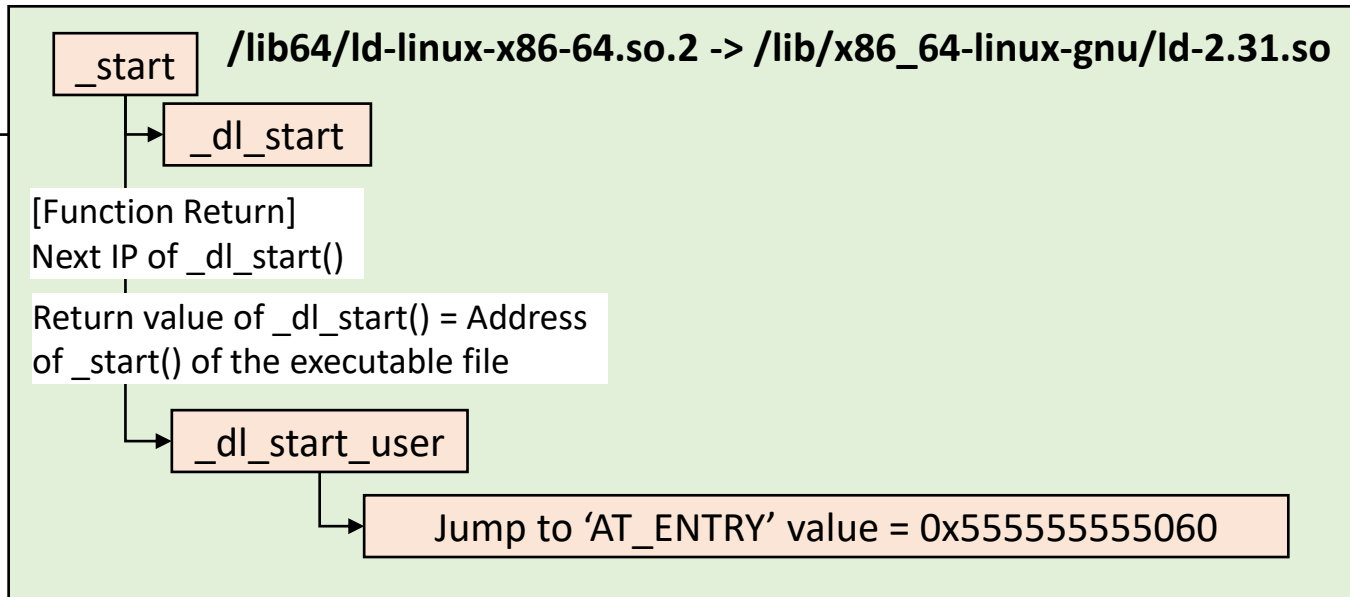 _start
/lib64/ld-linux-x86-64.so.2 -> /lib/x86_64-linux-gnu/ld-2.31.so
_dl_start
[Function Return]
Next IP of _dl_start()
Return value of _dl_start() = Address
of _start() of the executable file
_dl_start_user
Jump to ‘AT_ENTRY’ value = 0x555555555060